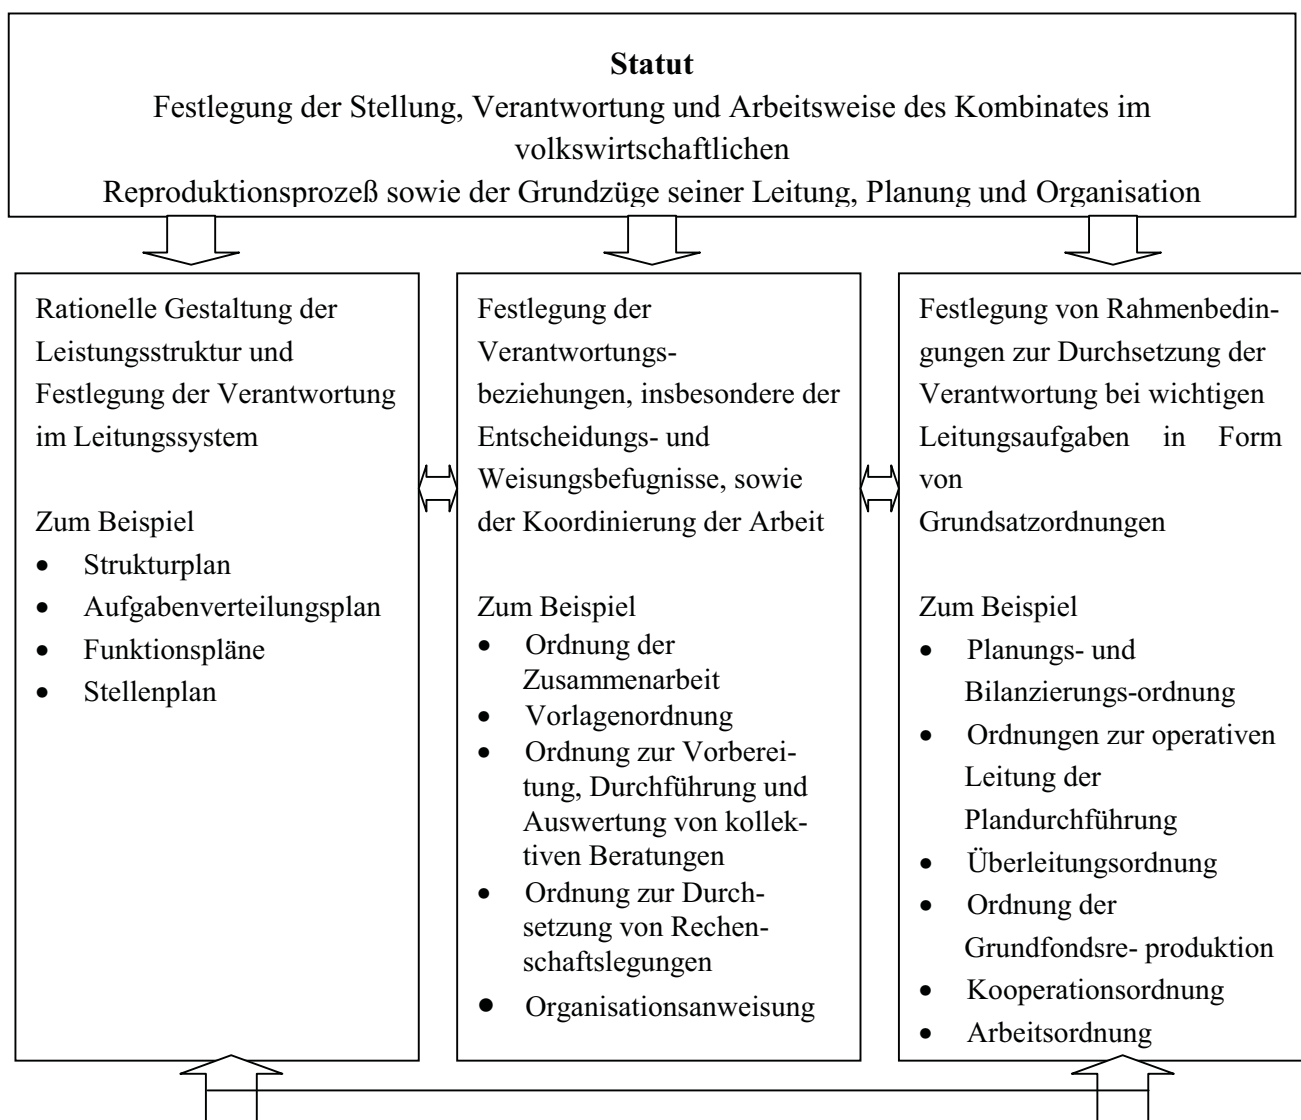 Statut
Festlegung der Stellung, Verantwortung und Arbeitsweise des Kombinates im
volkswirtschaftlichen
Reproduktionsprozeß sowie der Grundzüge seiner Leitung, Planung und Organisation
Rationelle Gestaltung der
Leistungsstruktur und
Festlegung der Verantwortung
im Leitungssystem
Zum Beispiel
• Strukturplan
• Aufgabenverteilungsplan
• Funktionspläne
• Stellenplan
Festlegung der
Verantwortungs-
beziehungen, insbesondere der
Entscheidungs- und
Weisungsbefugnisse, sowie
der Koordinierung der Arbeit
Zum Beispiel
• Ordnung der
Zusammenarbeit
• Vorlagenordnung
• Ordnung zur Vorberei-
tung, Durchführung und
Auswertung von kollek-
tiven Beratungen
• Ordnung zur Durch-
setzung von Rechen-
schaftslegungen
• Organisationsanweisung
Festlegung von Rahmenbedin-
gungen zur Durchsetzung der
Verantwortung bei wichtigen
Leitungsaufgaben in Form
von
Grundsatzordnungen
Zum Beispiel
• Planungs- und
Bilanzierungs-ordnung
• Ordnungen zur operativen
Leitung der
Plandurchführung
• Überleitungsordnung
• Ordnung der
Grundfondsre- produktion
• Kooperationsordnung
• Arbeitsordnung